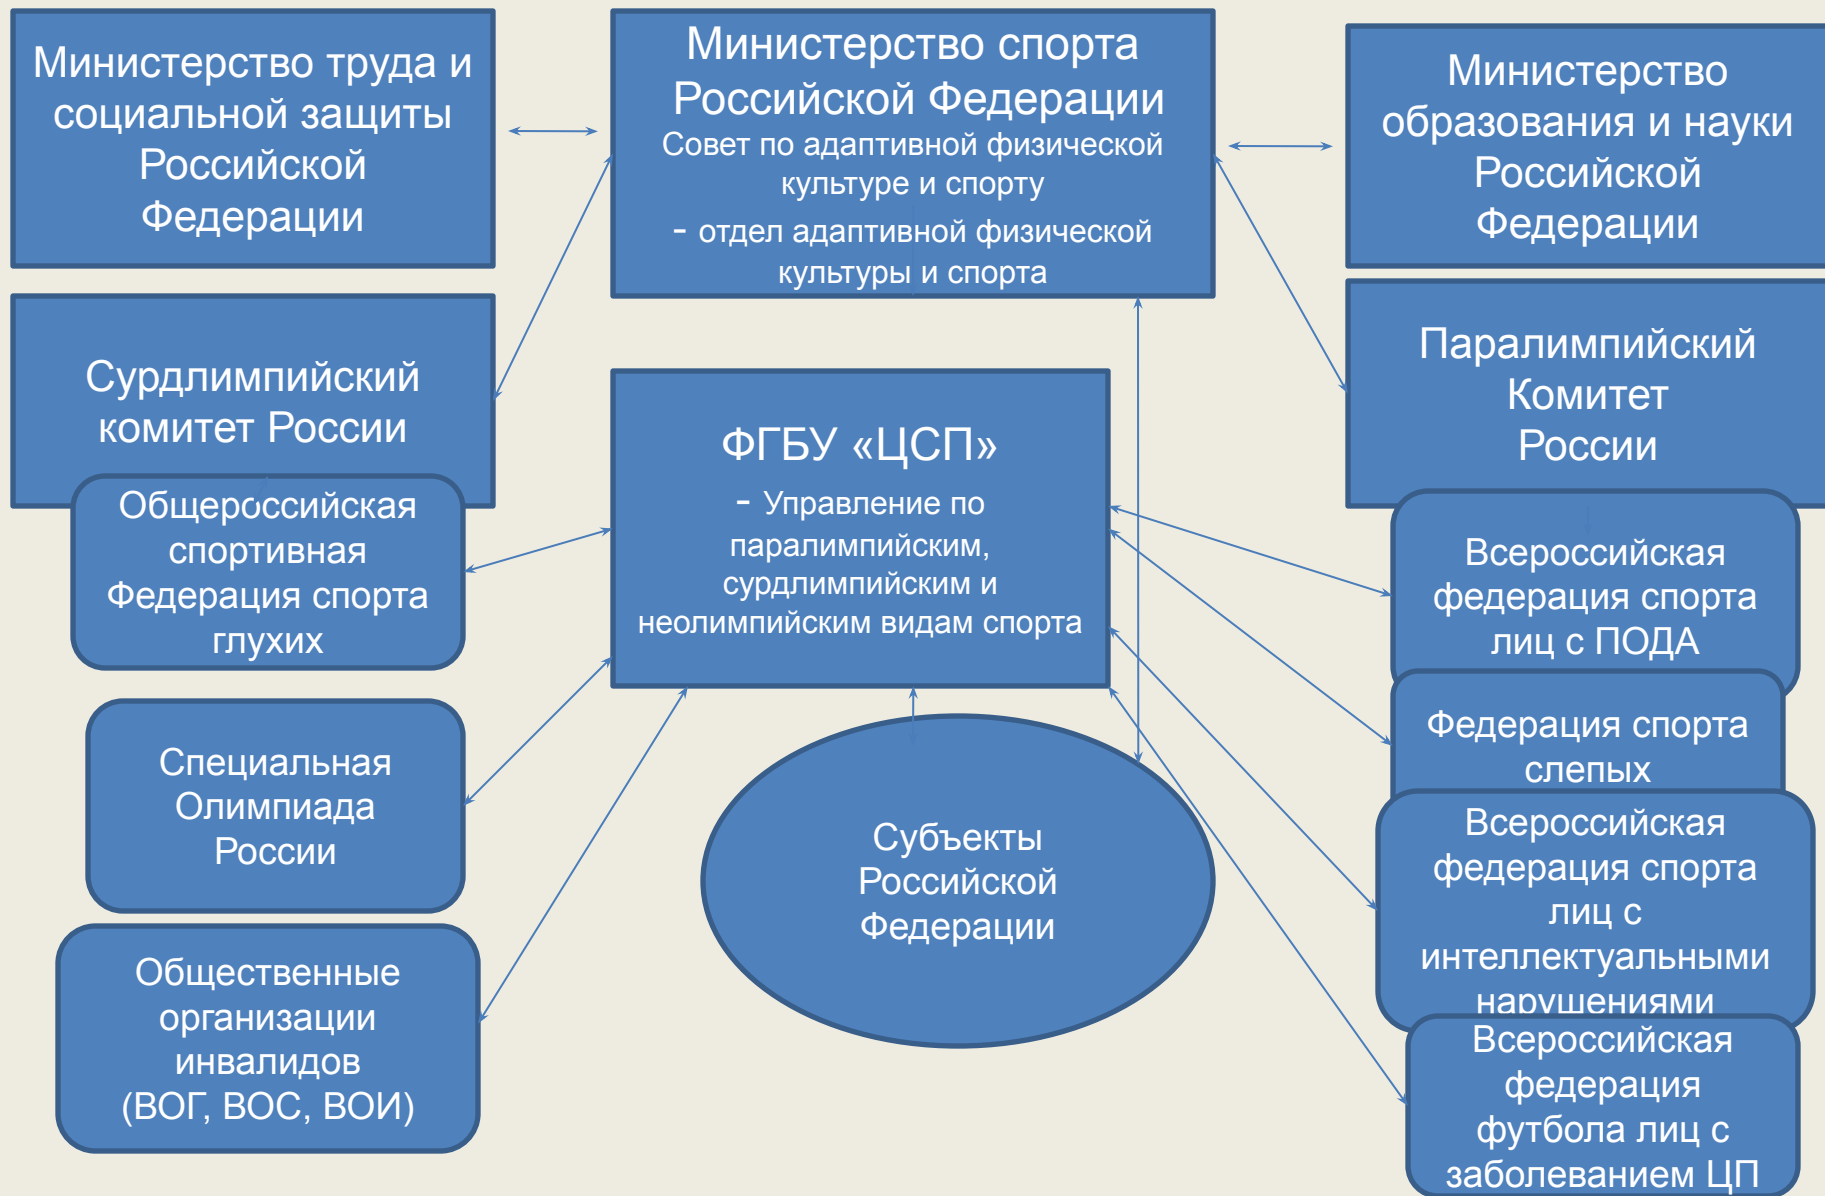 Министерство труда и
социальной защиты
Российской
Федерации
Министерство спорта
Российской Федерации
Совет по адаптивной физической
культуре и спорту
- отдел адаптивной физической
культуры и спорта
Министерство
образования и науки
Российской
Федерации
Сурдлимпийский
комитет России
ФГБУ «ЦСП»
- Управление по
паралимпийским,
сурдлимпийским и
неолимпийским видам спорта
Паралимпийский
Комитет
России
Общероссийская
спортивная
Федерация спорта
глухих
Специальная
Олимпиада
России
Общественные
организации
инвалидов
(ВОГ, ВОС, ВОИ)
Субъекты
Российской
Федерации
Всероссийская
федерация спорта
лиц с ПОДА
Федерация спорта
слепых
Всероссийская
федерация спорта
лиц с
интеллектуальными
нарушениями
Всероссийская
федерация
футбола лиц с
заболеванием ЦП